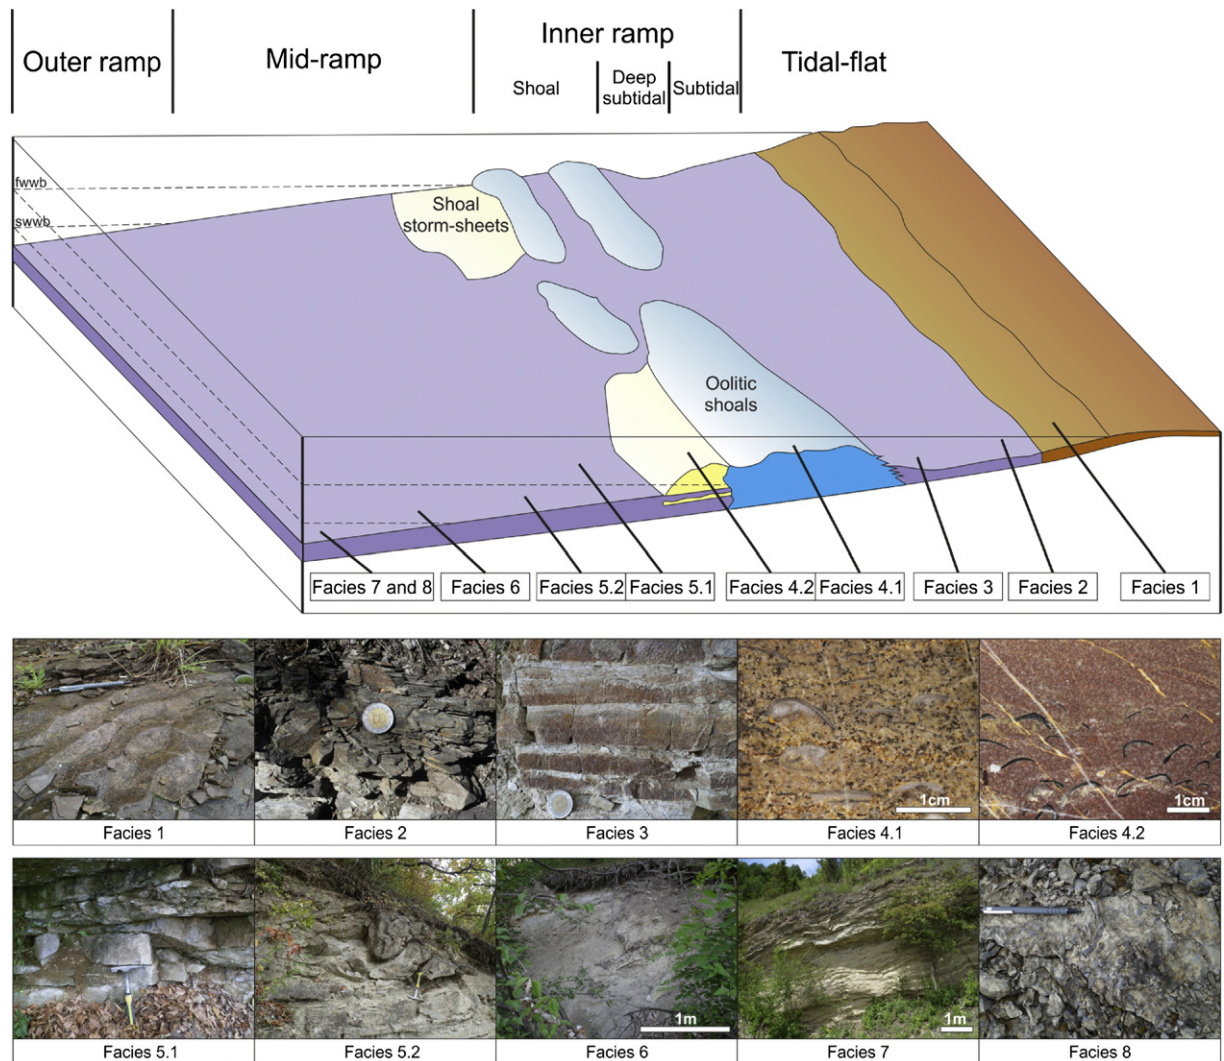 Outer ramp
Mid-ramp
Inner ramp
Tidal-flat
Shoal
Deep
subtidal
Subtidal
fwwb
swwb
Shoal
storm-sheets
Oolitic
shoals
Facies 7 and 8
Facies 6
Facies 5.2
Facies 5.1
Facies 4.2
Facies 4.1
Facies 3
Facies 2
Facies 1
1cm
1cm
Facies 1
Facies 2
Facies 3
Facies 4.1
Facies 4.2
1m
1m
Facies 5.1
Facies 5.2
Facies 6
Facies 7
Facies 8